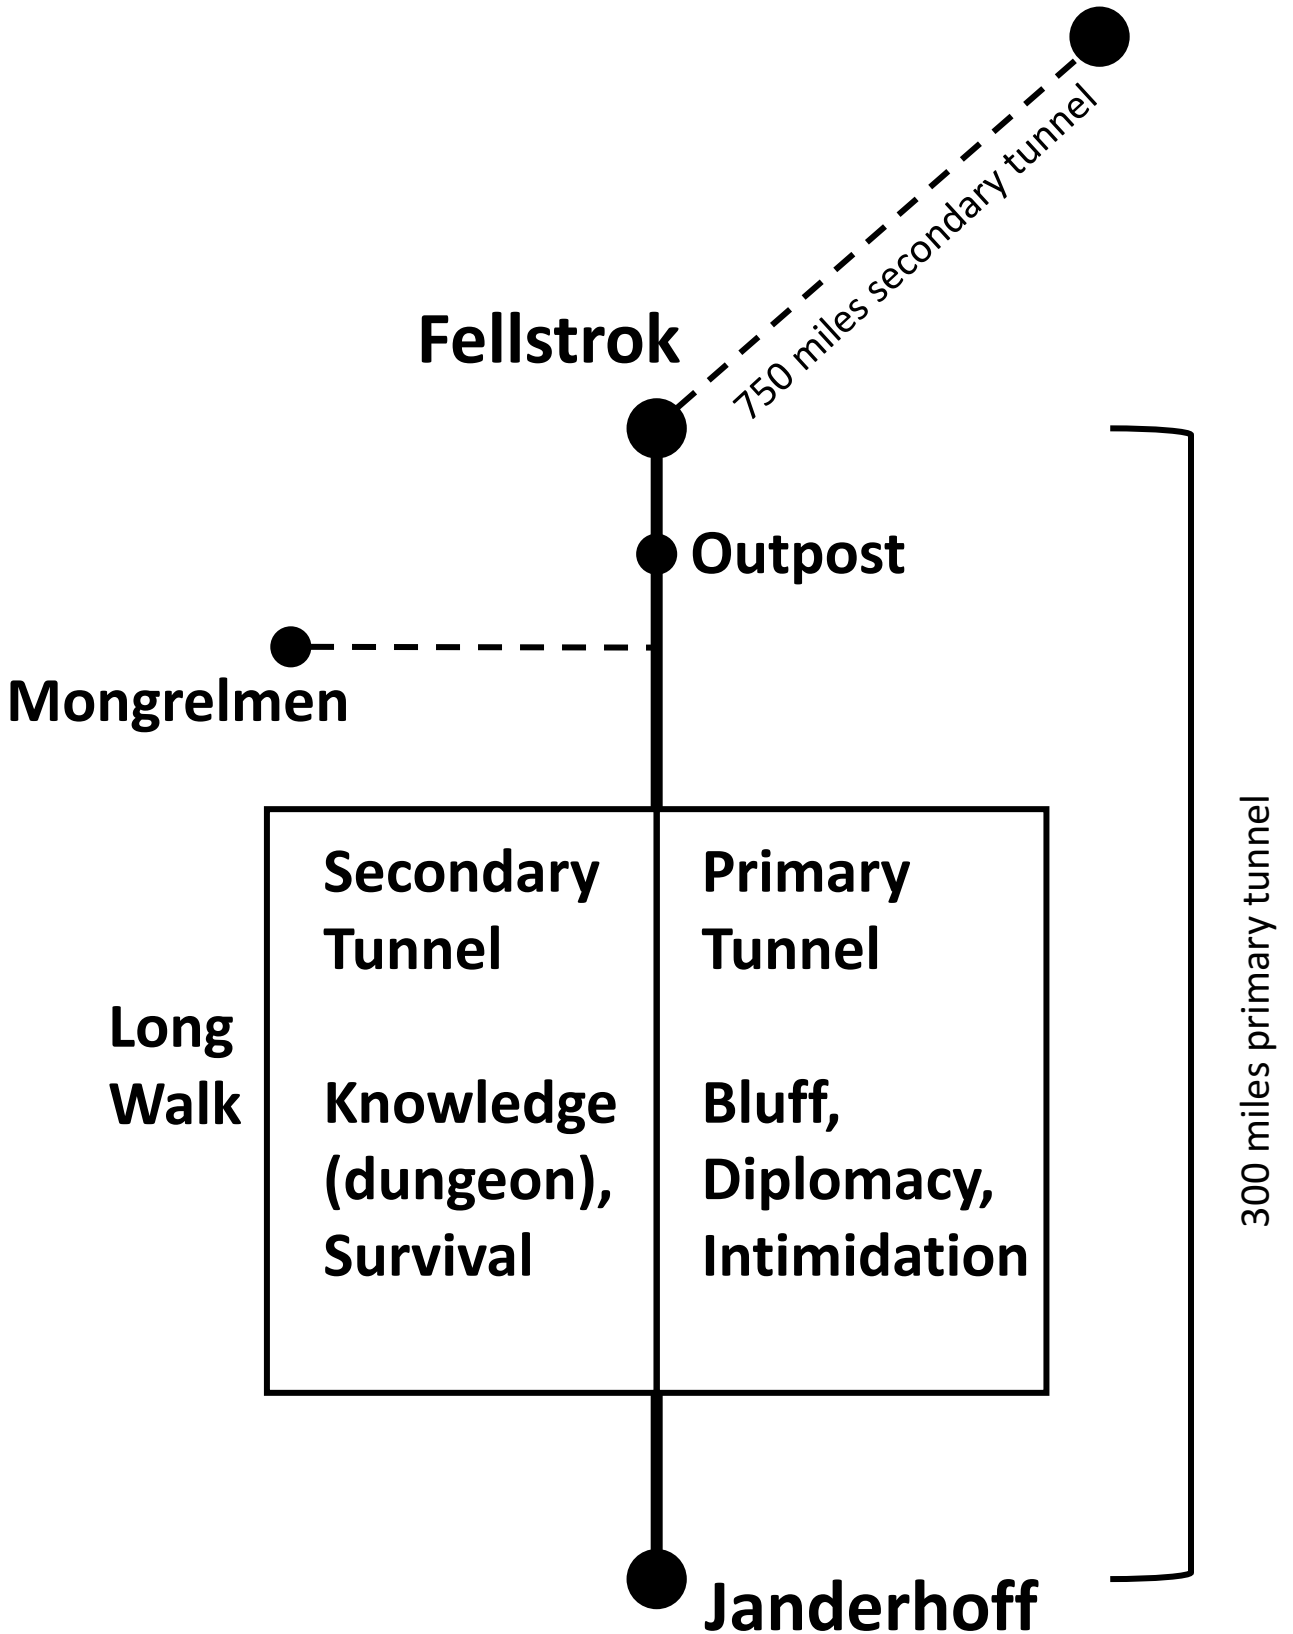 750 miles secondary tunnel
Fellstrok
Outpost
Mongrelmen
Secondary
Tunnel
Primary
Tunnel
Long
Walk
Knowledge
(dungeon),
Survival
Bluff,
Diplomacy,
Intimidation
300 miles primary tunnel
Janderhoff